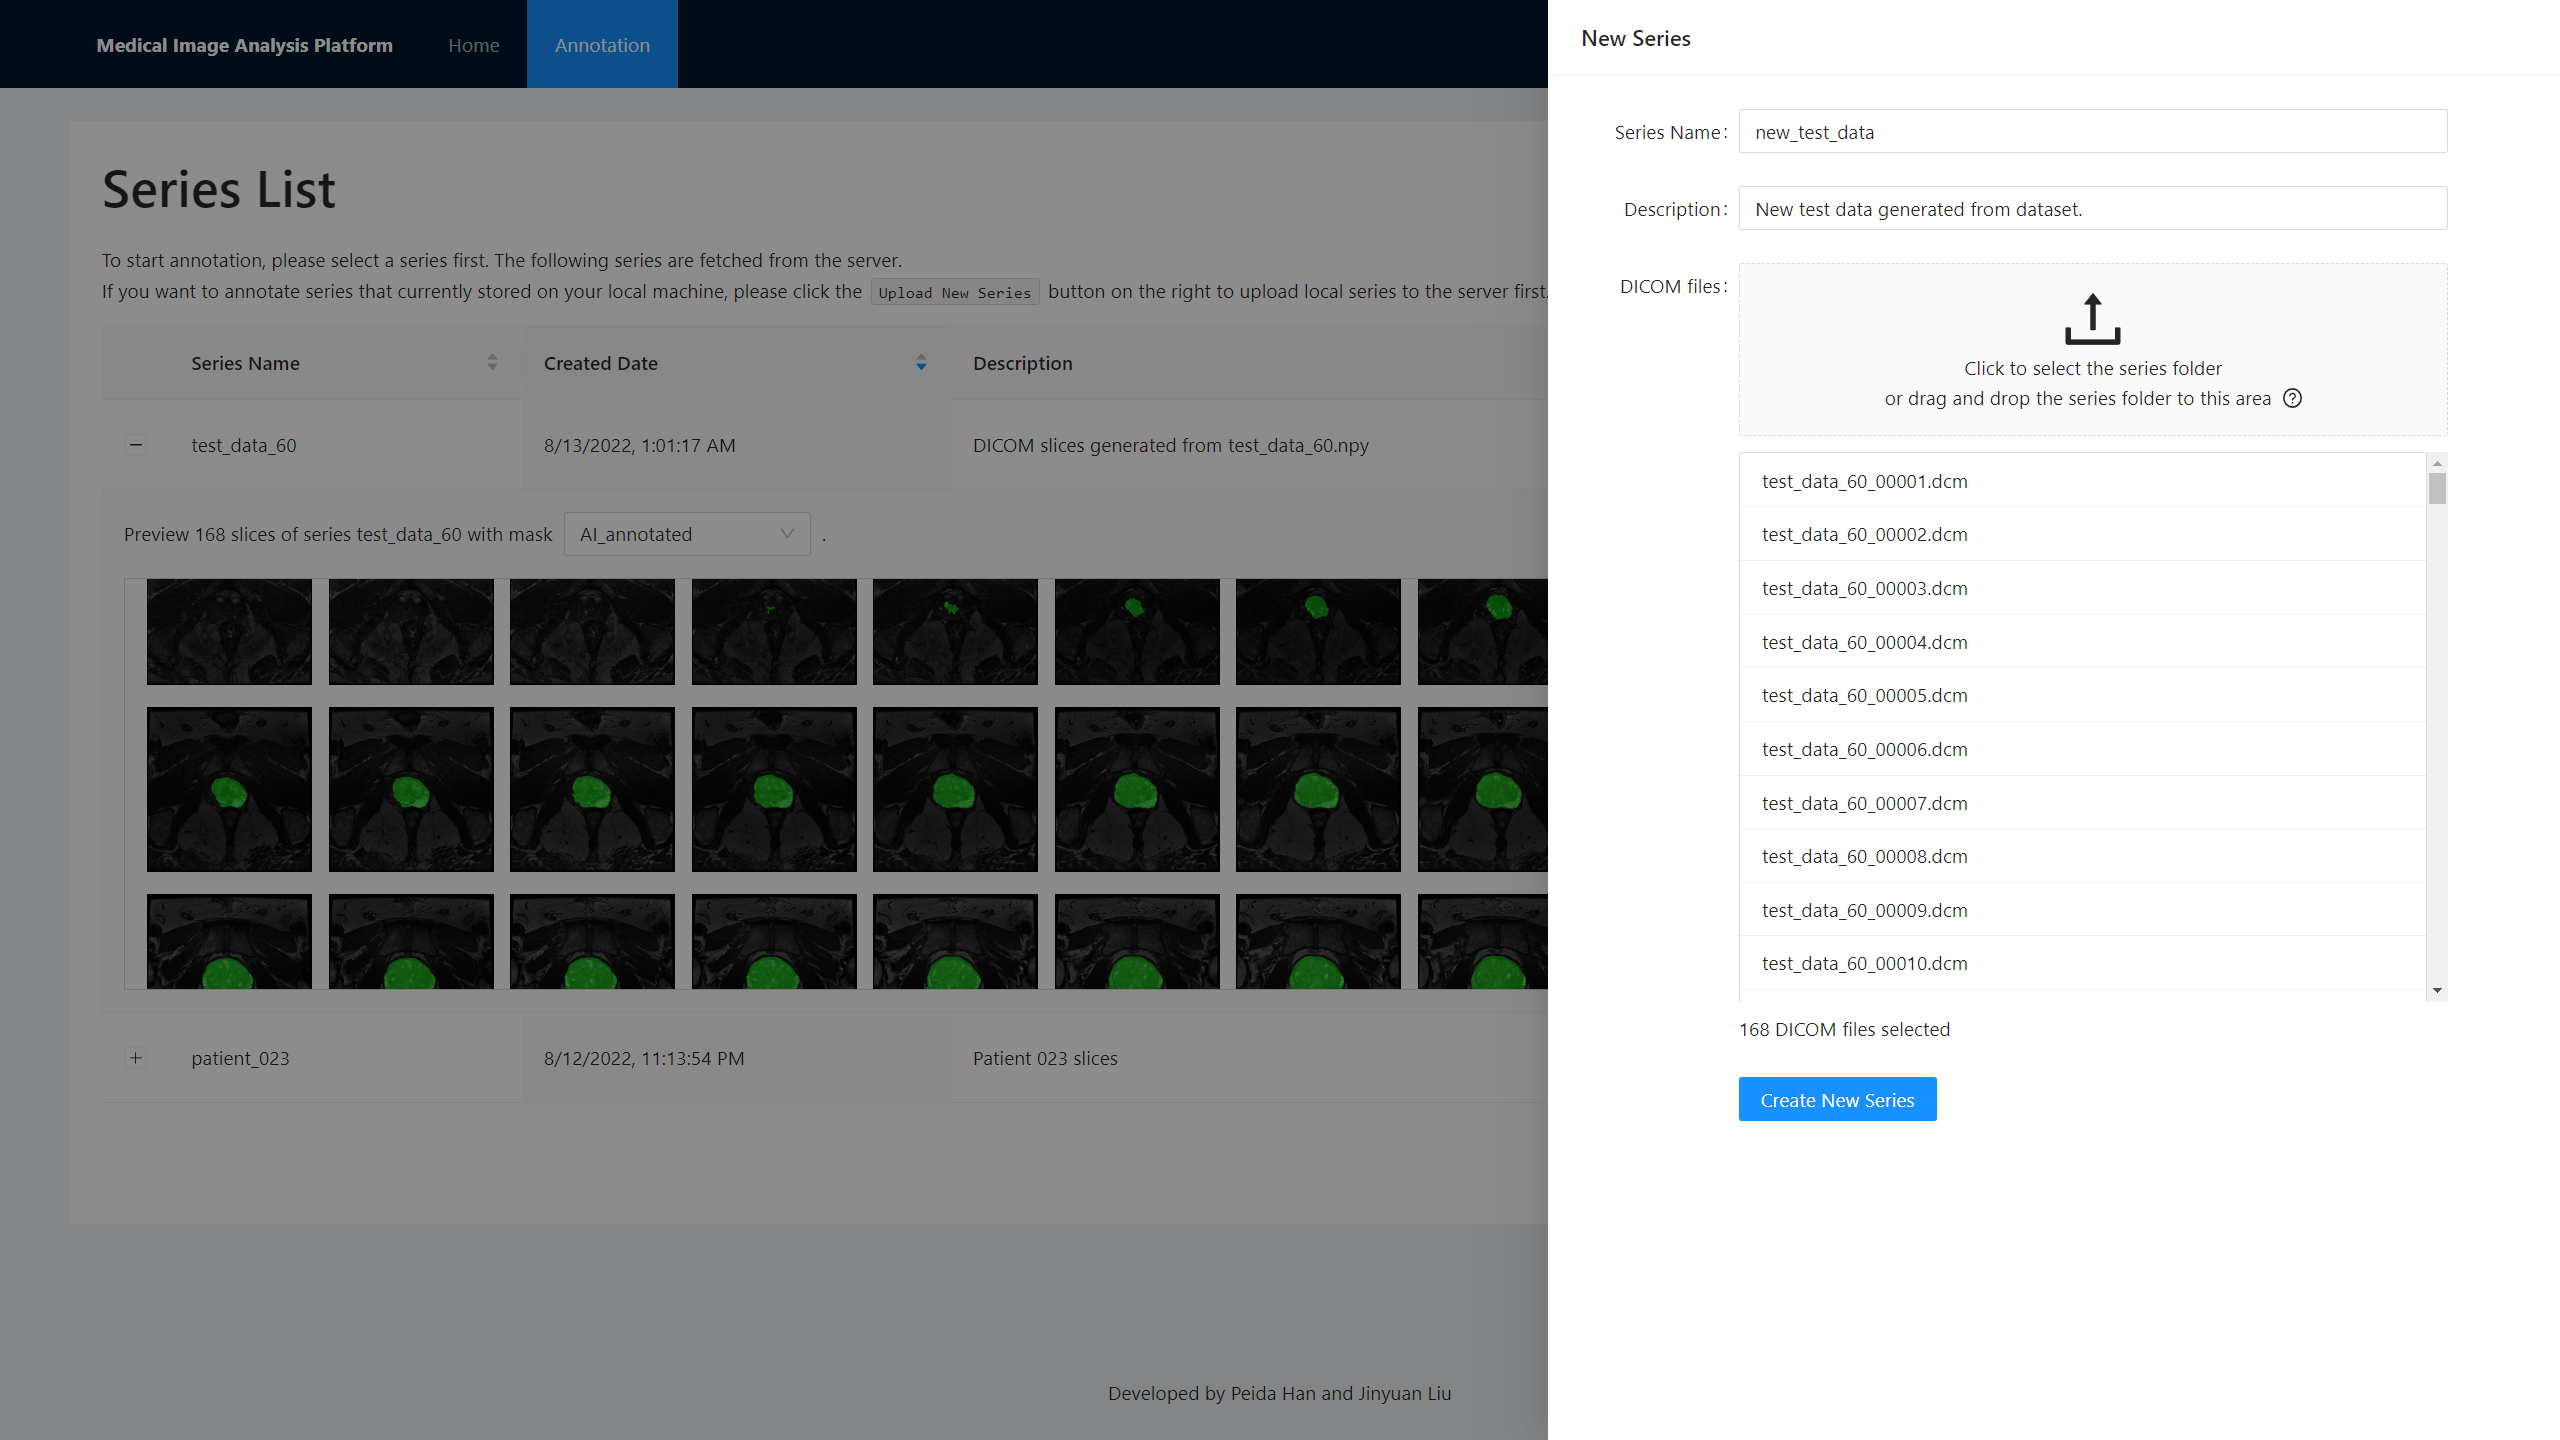 Medical Image Analysis Platform
Home
Annotation
Series List
To start annotation, please select a series first. The following series are fetched from the server.
If you want to annotate series that currently stored on your local machine, please click the Upload New Series button on the right to upload local series to the server first.
Series Name
Created Date
Description
test_data_60
8/13/2022, 1:01:17 AM
DICOM slices generated from test_data_60.npy
Preview 168 slices of series test_data_60 with mask AI_annotated .
patient_023
8/12/2022, 11:13:54 PM
Patient 023 slices
Developed by Peida Han and Jinyuan Liu
New Series
Series Name: new_test_data
Description: New test data generated from dataset.
DICOM files:
Click to select the series folder
or drag and drop the series folder to this area
test_data_60_00001.dcm
test_data_60_00002.dcm
test_data_60_00003.dcm
test_data_60_00004.dcm
test_data_60_00005.dcm
test_data_60_00006.dcm
test_data_60_00007.dcm
test_data_60_00008.dcm
test_data_60_00009.dcm
test_data_60_00010.dcm
168 DICOM files selected
Create New Series